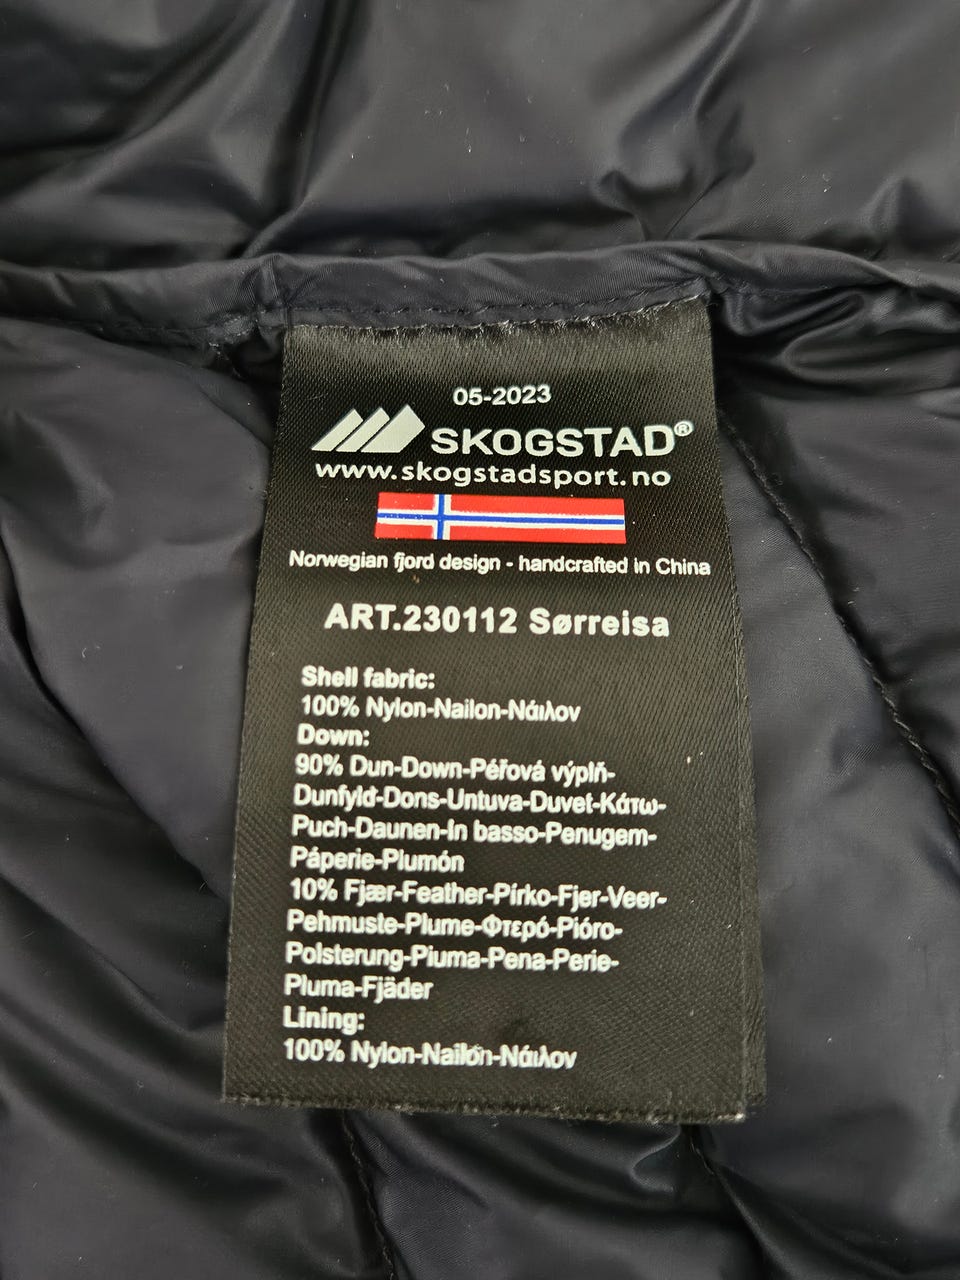 05-2023
SKOGSTAD®
www.skogstadsport.no
Norwegian fjord design - handcrafted in China
ART.230112 Sørreisa
Shell fabric:
100% Nylon-Nailon-Νάιλον
Down:
90% Dun-Down-Péřová výplň-
Dunfyld-Dons-Untuva-Duvet-Κάτω-
Puch-Daunen-In basso-Penugem-
Páperie-Plumón
10% Fjær-Feather-Pírko-Fjer-Veer-
Pehmuste-Plume-Φτερό-Pióro-
Polsterung-Piuma-Pena-Perie-
Pluma-Fjäder
Lining:
100% Nylon-Nailon-Νάιλον